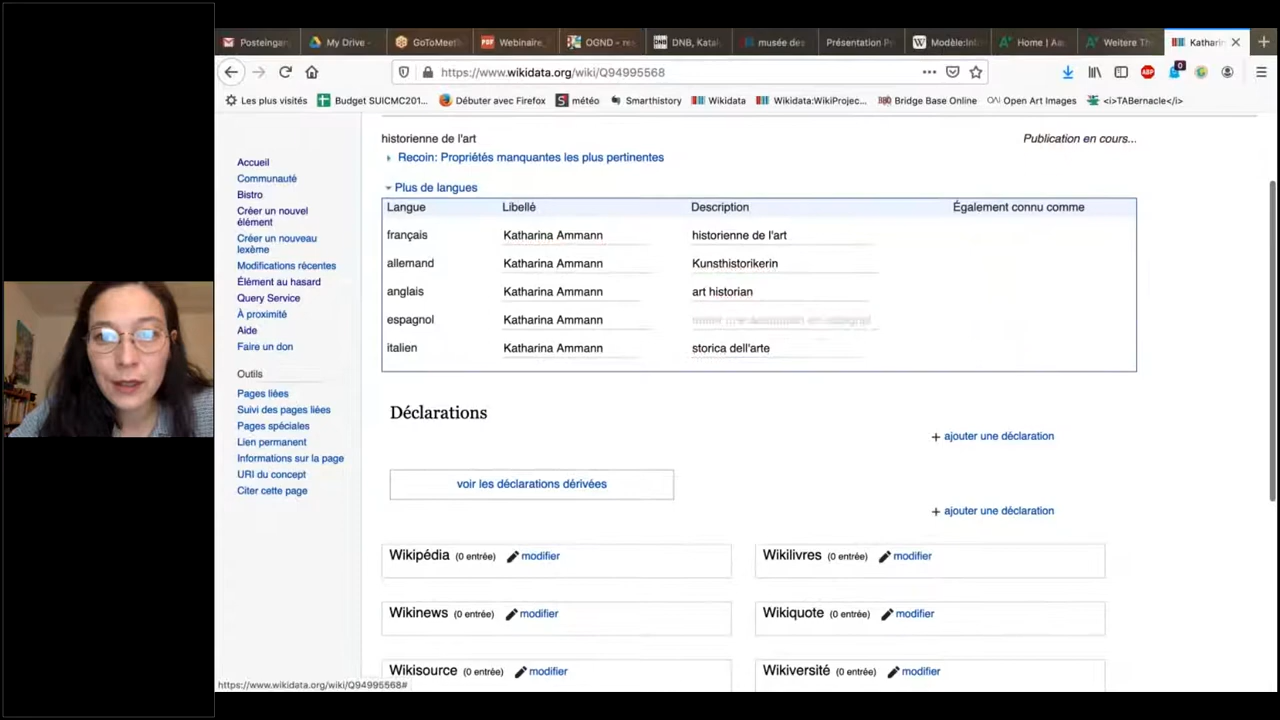 Posteinga
My Drive -
GoToMeet
Webinaire_
OGND – re
DNB, Katal
musée des
Présentation P
Modèle:In
Home | Aa
Weitere Th
Katharin
https://www.wikidata.org/wiki/Q94995568
Les plus visités
Budget SUICMC201...
Débuter avec Firefox
météo
Smarthistory
Wikidata
Wikidata:WikiProjec...
Bridge Base Online
Open Art Images
<i>TABernacle</i>
historienne de l'art
Publication en cours...
Recoin: Propriétés manquantes les plus pertinentes
Plus de langues
Langue Libellé Description Également connu comme
français Katharina Ammann historienne de l'art
allemand Katharina Ammann Kunsthistorikerin
anglais Katharina Ammann art historian
espagnol Katharina Ammann
italien Katharina Ammann storica dell'arte
Déclarations
+ ajouter une déclaration
voir les déclarations dérivées
+ ajouter une déclaration
Wikipédia (0 entrée) modifier
Wikilivres (0 entrée) modifier
Wikinews (0 entrée) modifier
Wikiquote (0 entrée) modifier
Wikisource (0 entrée) modifier
Wikiversité (0 entrée) modifier
Accueil
Communauté
Bistro
Créer un nouvel
élément
Créer un nouveau
lexème
Modifications récentes
Élément au hasard
Query Service
À proximité
Aide
Faire un don
Outils
Pages liées
Suivi des pages liées
Pages spéciales
Lien permanent
Informations sur la page
URI du concept
Citer cette page
https://www.wikidata.org/wiki/Q94995568#